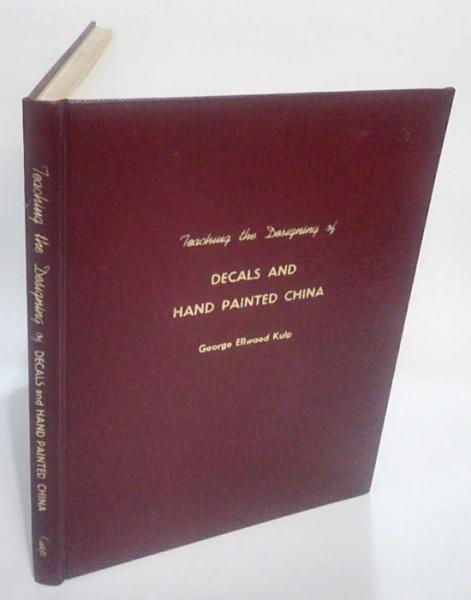 Teaching the Designing of
DECALS AND
HAND PAINTED CHINA
George Ellwood Kulp
Teaching the Designing of DECALS and HAND PAINTED CHINA Kulp